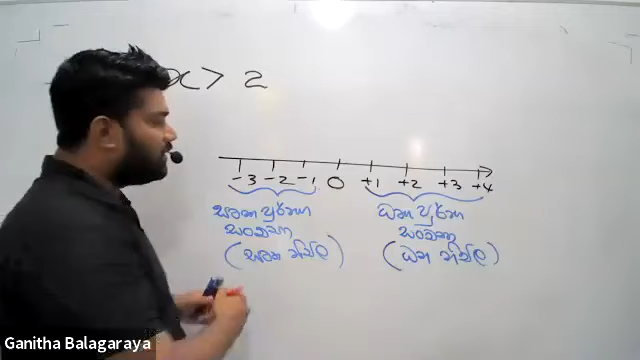 x > 2
-3 -2 -1 0 +1 +2 +3 +4
ඍණ පූර්ණ ධන පූර්ණ
සංඛ්‍යා සංඛ්‍යා
(ඍණ නිඛිල) (ධන නිඛිල)
Ganitha Balagaraya